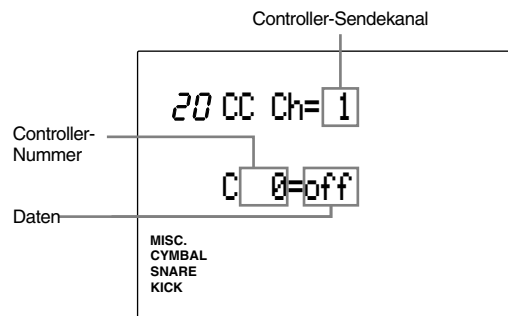 Controller-Sendekanal
20 CC Ch= 1
Controller-
Nummer
C 0=off
Daten
MISC.
CYMBAL
SNARE
KICK